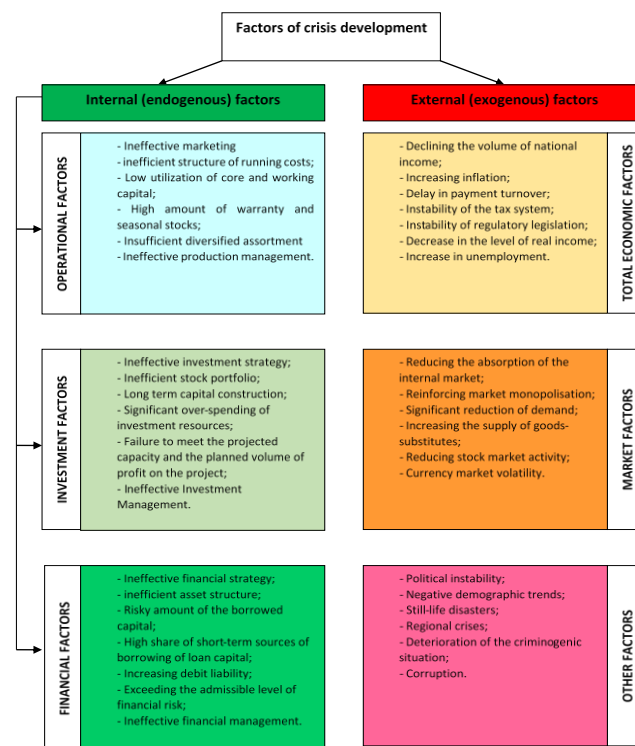 Factors of crisis development
Internal (endogenous) factors
External (exogenous) factors
OPERATIONAL FACTORS
- Ineffective marketing
- inefficient structure of running costs;
- Low utilization of core and working
capital;
- High amount of warranty and
seasonal stocks;
- Insufficient diversified assortment
- Ineffective production management.
- Declining the volume of national
income;
- Increasing inflation;
- Delay in payment turnover;
- Instability of the tax system;
- Instability of regulatory legislation;
- Decrease in the level of real income;
- Increase in unemployment.
TOTAL ECONOMIC FACTORS
INVESTMENT FACTORS
- Ineffective investment strategy;
- Inefficient stock portfolio;
- Long term capital construction;
- Significant over-spending of
investment resources;
- Failure to meet the projected
capacity and the planned volume of
profit on the project;
- Ineffective Investment
Management.
- Reducing the absorption of the
internal market;
- Reinforcing market monopolisation;
- Significant reduction of demand;
- Increasing the supply of goods-
substitutes;
- Reducing stock market activity;
- Currency market volatility.
MARKET FACTORS
FINANCIAL FACTORS
- Ineffective financial strategy;
- inefficient asset structure;
- Risky amount of the borrowed
capital;
- High share of short-term sources of
borrowing of loan capital;
- Increasing debit liability;
- Exceeding the admissible level of
financial risk;
- Ineffective financial management.
- Political instability;
- Negative demographic trends;
- Still-life disasters;
- Regional crises;
- Deterioration of the criminogenic
situation;
- Corruption.
OTHER FACTORS